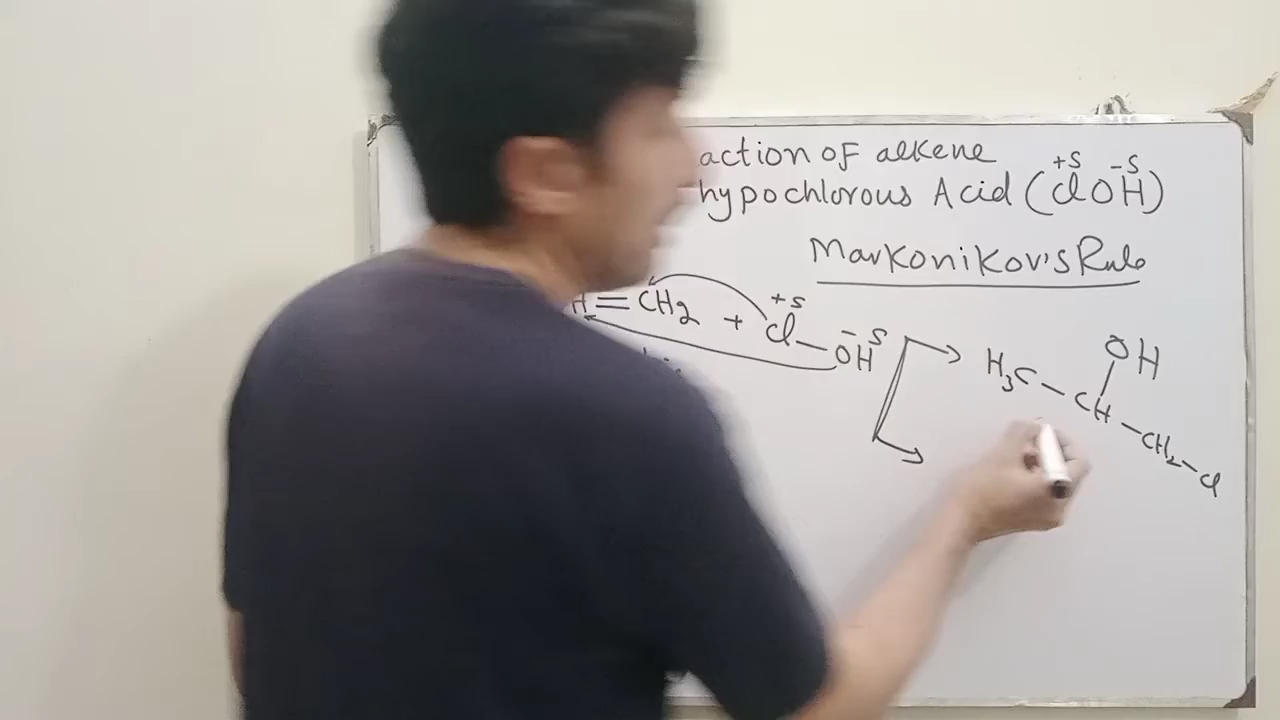 action of alkene
hypochlorous Acid (ClOH)
+S -S
Markonikov's Rule
H=CH2 + Cl-OH
+S -S
H3C-CH-CH2-Cl
OH